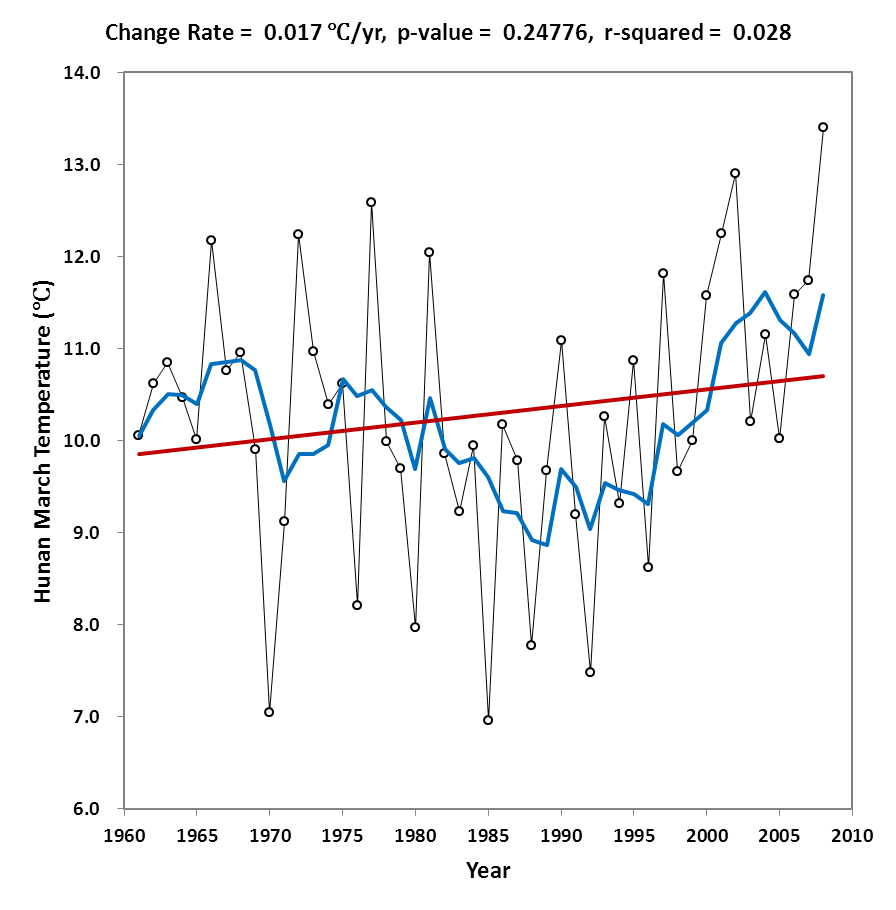 Change Rate = 0.017 ℃/yr, p-value = 0.24776, r-squared = 0.028
14.0
13.0
12.0
11.0
10.0
9.0
8.0
7.0
6.0
Hunan March Temperature (℃)
1960 1965 1970 1975 1980 1985 1990 1995 2000 2005 2010
Year